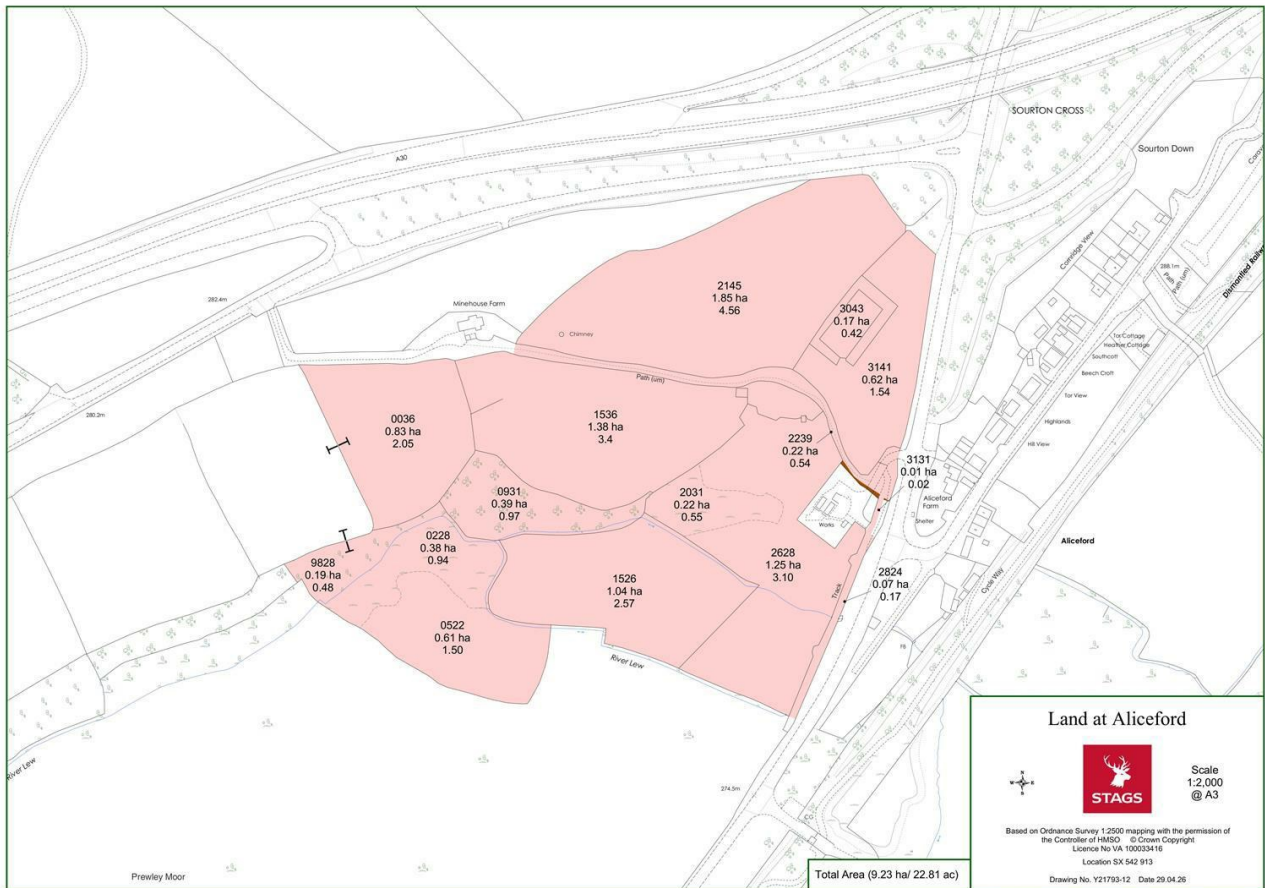 SOURTON CROSS
Sourton Down
A30
Cornridge View
288.1m
Path
Path (um)
Dismantled Railway
2145
1.85 ha
4.56
282.4m
Minehouse Farm
Chimney
3043
0.17 ha
0.42
Tor Cottage
Heather Cottage
Southcott
Beech Croft
3141
0.62 ha
1.54
Path (um)
Tor View
280.2m
0036
0.83 ha
2.05
1536
1.38 ha
3.4
Highlands
Hill View
2239
0.22 ha
0.54
3131
0.01 ha
0.02
0931
0.39 ha
0.97
2031
0.22 ha
0.55
Aliceford
Farm
Shelter
Works
0228
0.38 ha
0.94
Aliceford
9828
0.19 ha
0.48
1526
1.04 ha
2.57
2628
1.25 ha
3.10
2824
0.07 ha
0.17
Track
Cycle Way
0522
0.61 ha
1.50
FB
River Lew
River Lew
274.5m
CG
Prewley Moor
Total Area (9.23 ha/ 22.81 ac)
Land at Aliceford
N
W E
S
STAGS
Scale
1:2,000
@ A3
Based on Ordnance Survey 1:2500 mapping with the permission of
the Controller of HMSO © Crown Copyright
Licence No VA 100033416
Location SX 542 913
Drawing No. Y21793-12 Date 29.04.26